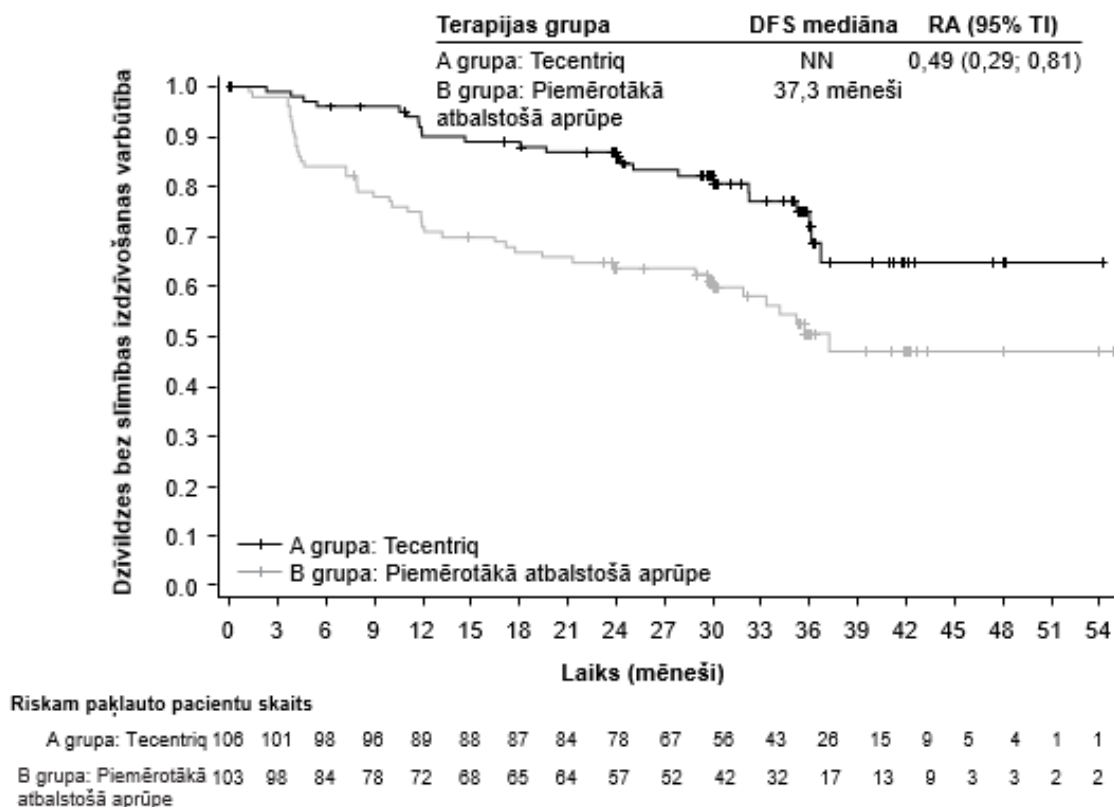 Terapijas grupa DFS mediāna RA (95% TI)
A grupa: Tecentriq NN 0,49 (0,29; 0,81)
B grupa: Piemērotākā 37,3 mēneši
atbalstošā aprūpe
Dzīvildzes bez slīmības izdzīvošanas varbūtība
1.0
0.9
0.8
0.7
0.6
0.5
0.4
0.3
0.2
0.1
0.0
A grupa: Tecentriq
B grupa: Piemērotākā atbalstošā aprūpe
0 3 6 9 12 15 18 21 24 27 30 33 36 39 42 45 48 51 54
Laiks (mēneši)
Riskam pakļauto pacientu skaits
A grupa: Tecentriq 106 101 98 96 89 88 87 84 78 67 56 43 26 15 9 5 4 1 1
B grupa: Piemērotākā 103 98 84 78 72 68 65 64 57 52 42 32 17 13 9 3 3 2 2
atbalstošā aprūpe